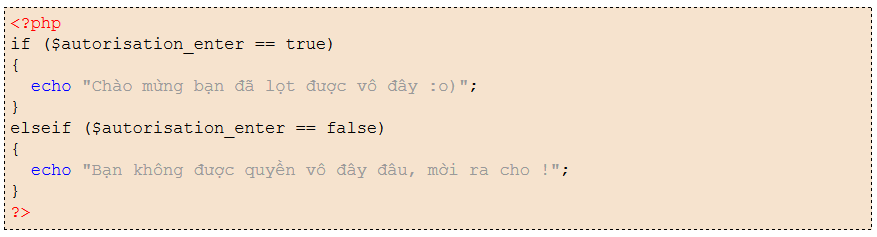 <?php
if ($autorisation_enter == true)
{
  echo "Chào mừng bạn đã lọt được vô đây :o)";
}
elseif ($autorisation_enter == false)
{
  echo "Bạn không được quyền vô đây đâu, mời ra cho !";
}
?>